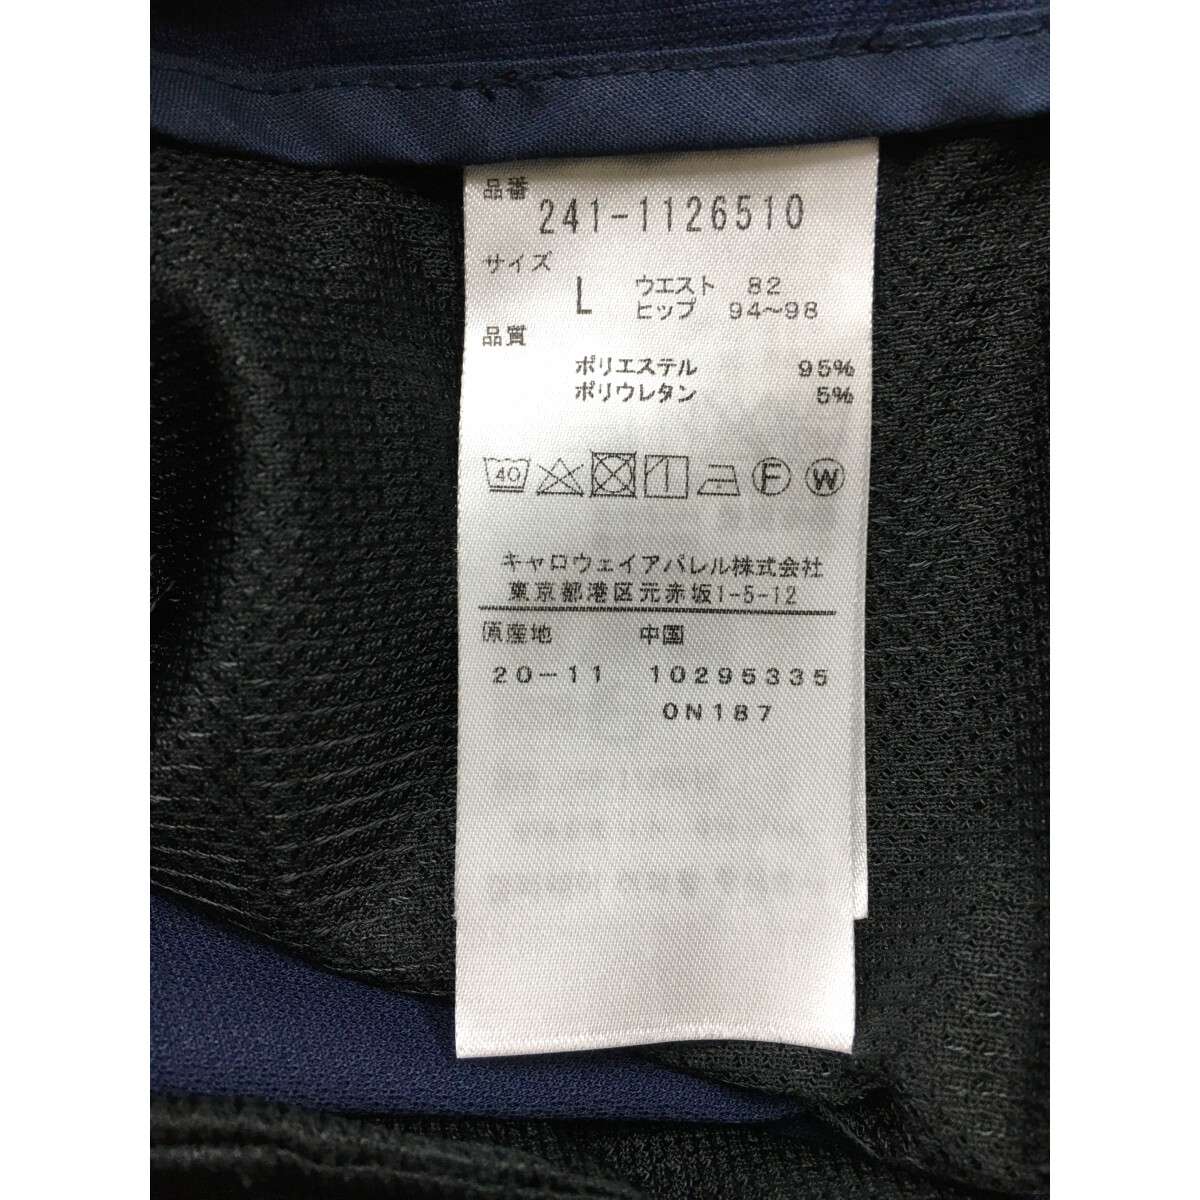 品番
241-1126510
サイズ
L ウエスト 82
ヒップ 94~98
品質
ポリエステル 95%
ポリウレタン 5%
40 F W
キャロウェイアパレル株式会社
東京都港区元赤坂1-5-12
原産地 中国
20-11 10295335
0N187